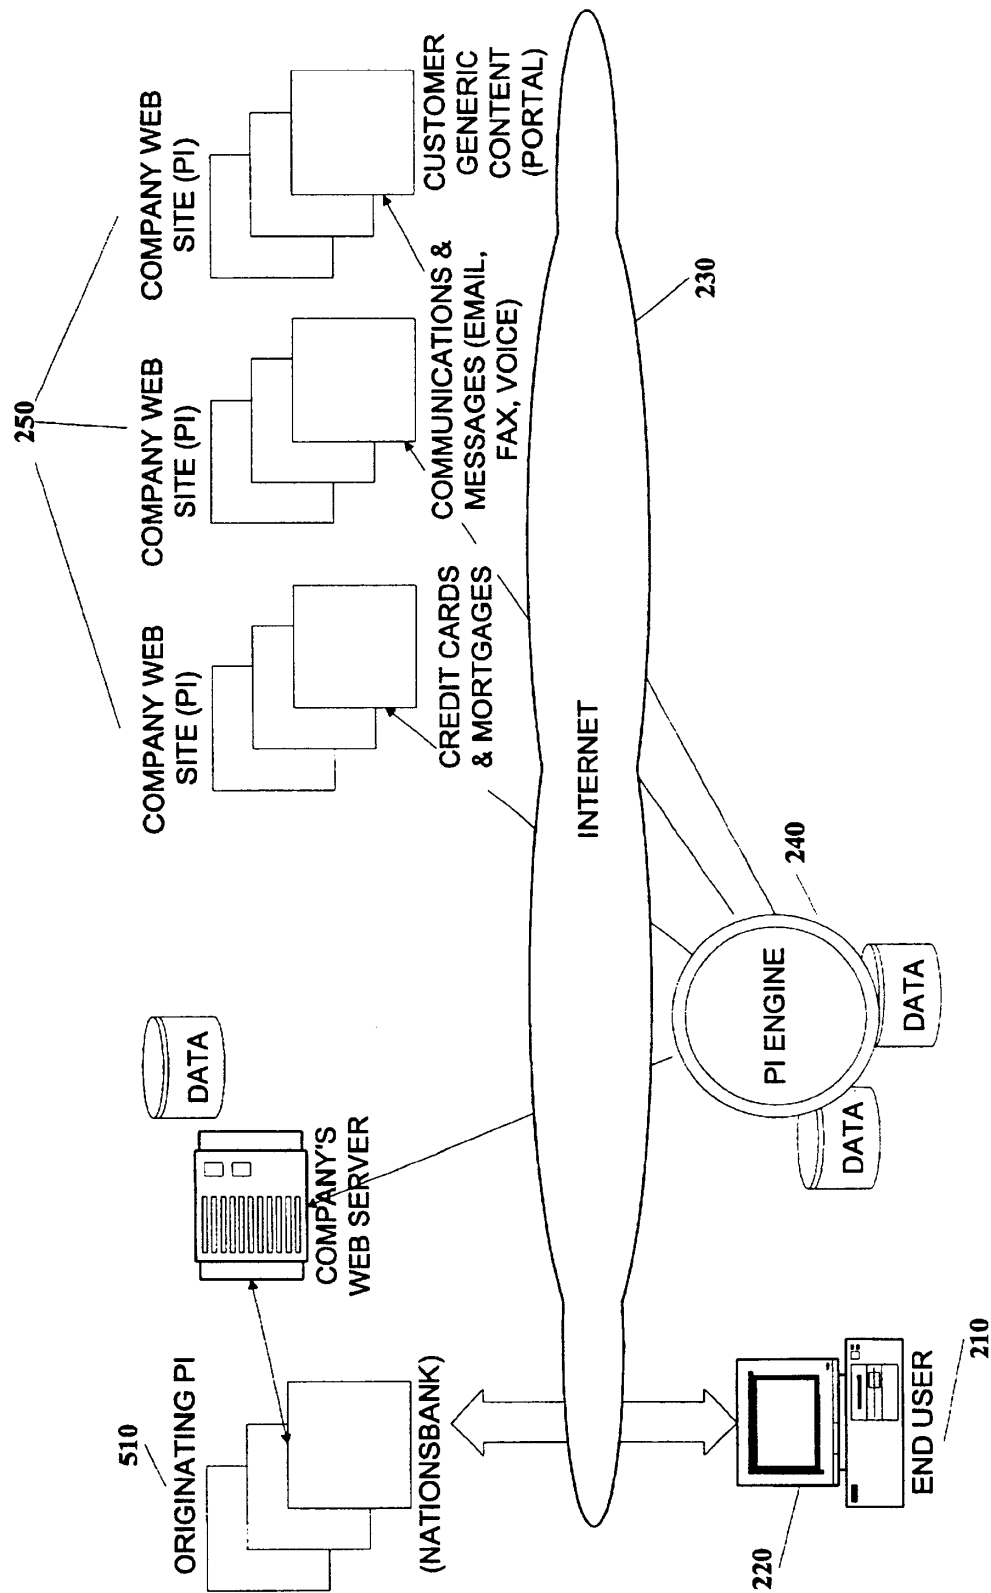 250
COMPANY WEB
SITE (PI)
COMPANY WEB
SITE (PI)
COMPANY WEB
SITE (PI)
510
ORIGINATING PI
(NATIONSBANK)
DATA
COMPANY'S
WEB SERVER
CREDIT CARDS
& MORTGAGES
COMMUNICATIONS &
MESSAGES (EMAIL,
FAX, VOICE)
CUSTOMER
GENERIC
CONTENT
(PORTAL)
INTERNET
230
220
END USER
210
PI ENGINE
240
DATA
DATA